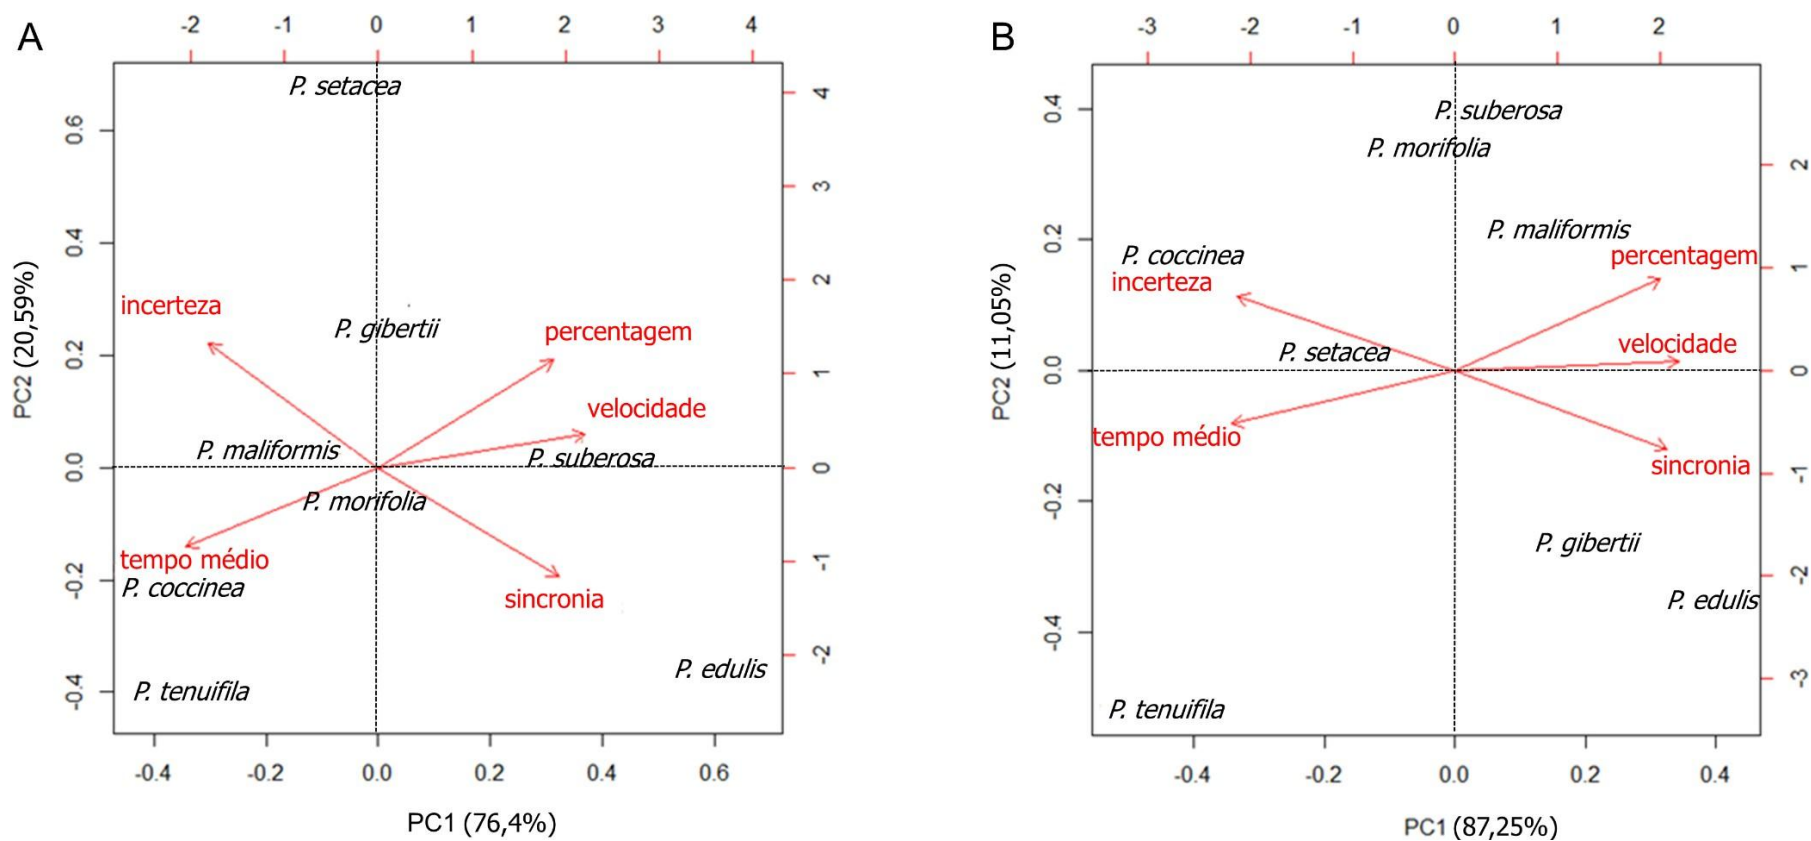 A
-2 -1 0 1 2 3 4
P. setacea
4
0.6
3
0.4
2
incerteza
P. gibertii
percentagem
0.2
1
velocidade
P. maliformis
P. suberosa
0.0
0
P. morifolia
tempo médio
-1
P. coccinea
-0.2
sincronia
-2
P. edulis
P. tenuifila
-0.4
PC2 (20,59%)
-0.4 -0.2 0.0 0.2 0.4 0.6
PC1 (76,4%)
B
-3 -2 -1 0 1 2
P. suberosa
0.4
P. morifolia
2
P. maliformis
0.2
P. coccinea
percentagem
1
incerteza
velocidade
P. setacea
0.0
0
tempo médio
sincronia
-1
-0.2
P. gibertii
-2
P. edulis
-0.4
-3
P. tenuifila
PC2 (11,05%)
-0.4 -0.2 0.0 0.2 0.4
PC1 (87,25%)